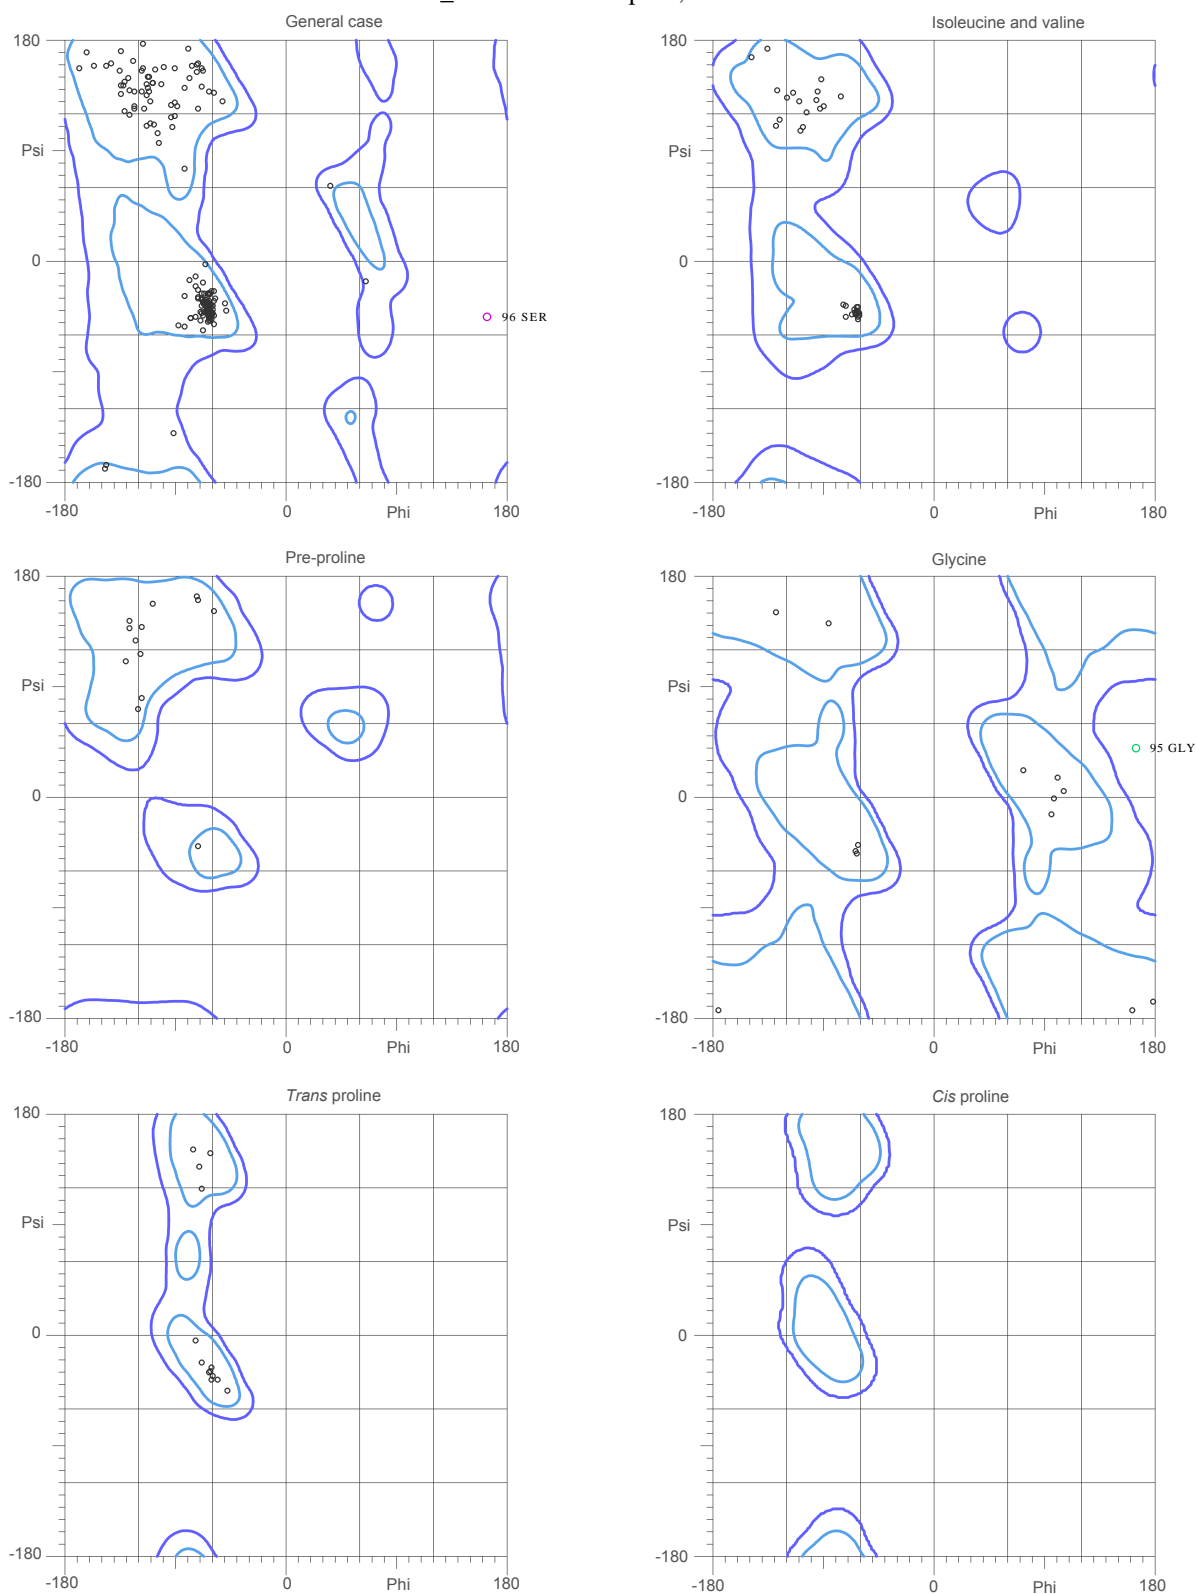 General case
Isoleucine and valine
180
Psi
0
-180
-180
0
Phi
180
96 SER
180
Psi
0
-180
-180
0
Phi
180
Pre-proline
Glycine
180
Psi
0
-180
-180
0
Phi
180
180
Psi
0
-180
-180
0
Phi
180
95 GLY
Trans proline
Cis proline
180
Psi
0
-180
-180
0
Phi
180
180
Psi
0
-180
-180
0
Phi
180